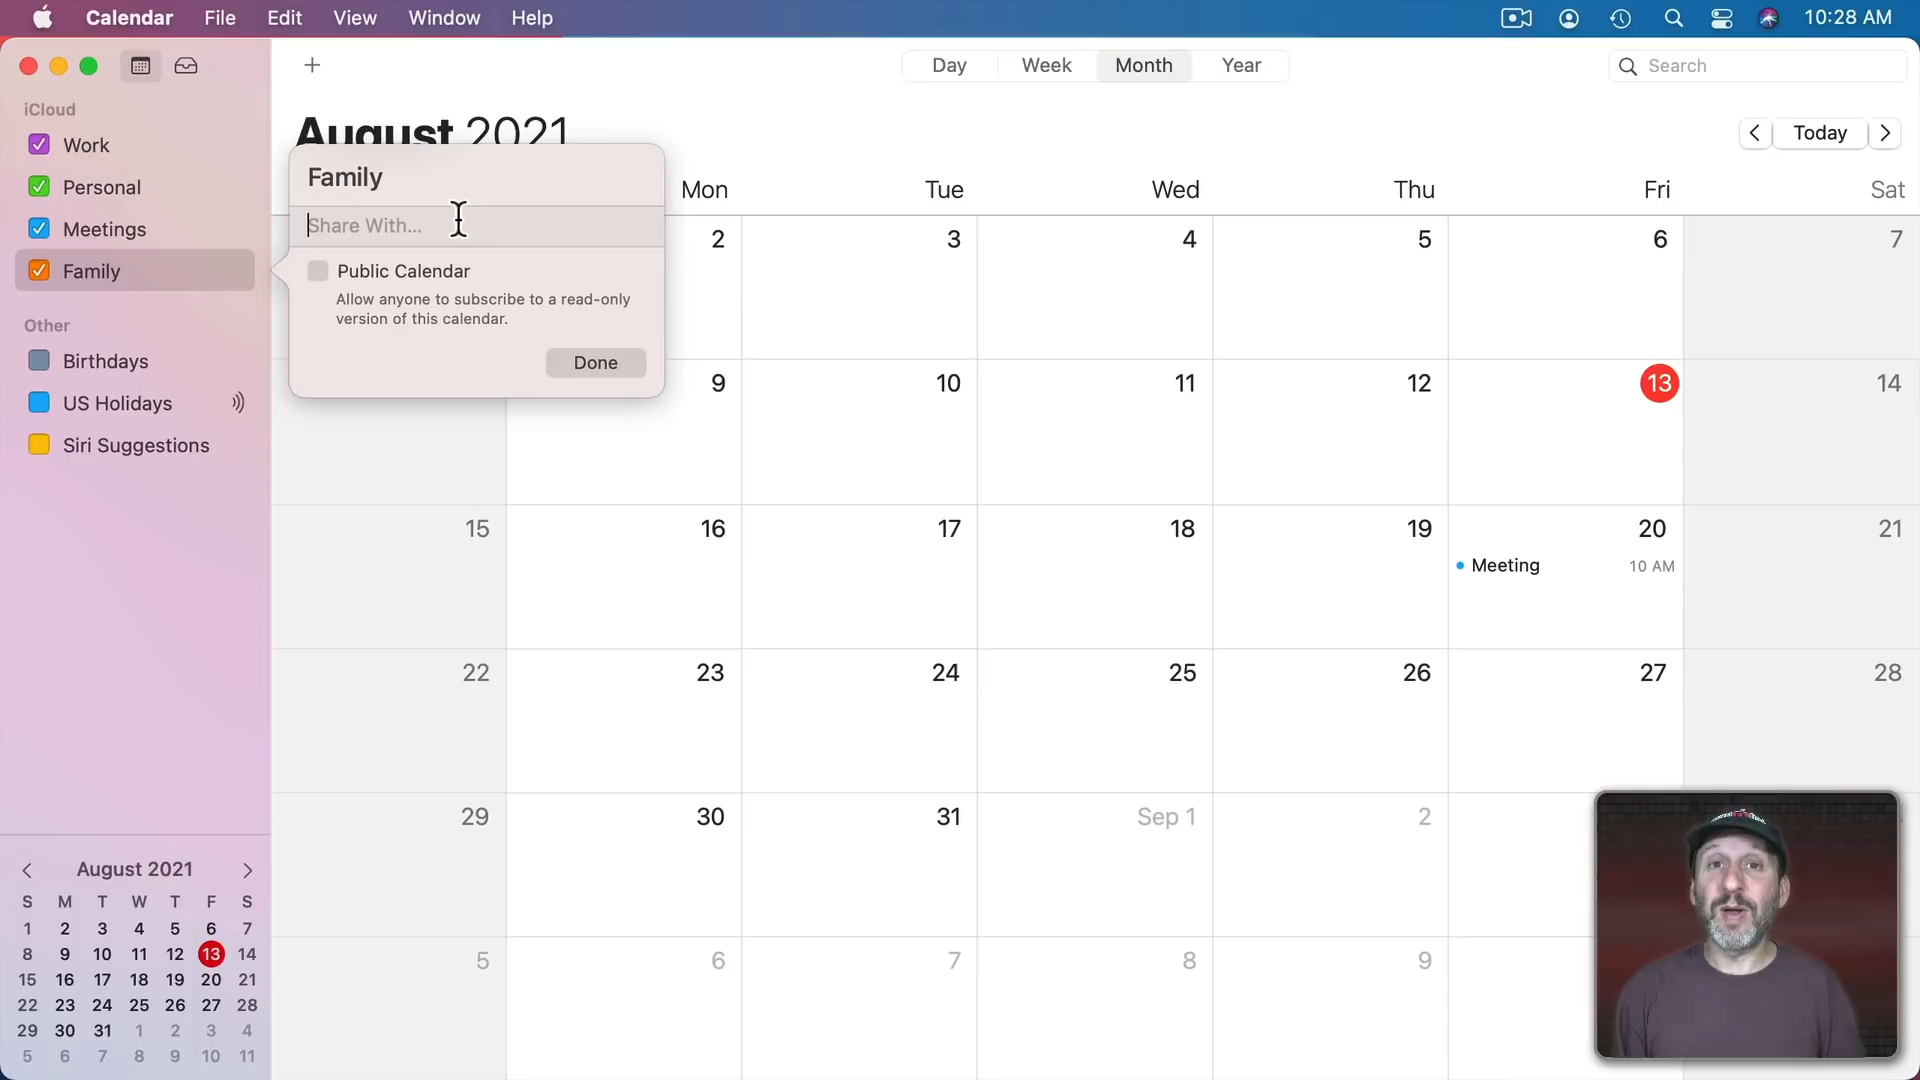 Calendar File Edit View Window Help 10:28 AM
Day Week Month Year Search
iCloud
Work
Personal
Meetings
Family
Other
Birthdays
US Holidays
Siri Suggestions
August 2021
Today
Family
Share With...
Public Calendar
Allow anyone to subscribe to a read-only
version of this calendar.
Done
Mon Tue Wed Thu Fri Sat
2 3 4 5 6 7
9 10 11 12 13 14
15 16 17 18 19 20 21
Meeting 10 AM
22 23 24 25 26 27 28
29 30 31 Sep 1 2
5 6 7 8 9
August 2021
S M T W T F S
1 2 3 4 5 6 7
8 9 10 11 12 13 14
15 16 17 18 19 20 21
22 23 24 25 26 27 28
29 30 31 1 2 3 4
5 6 7 8 9 10 11